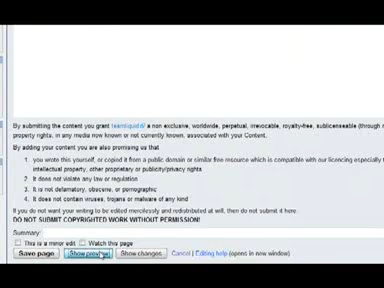 By submitting the content you grant teamliquid a non exclusive, worldwide, perpetual, irrevocable, royalty-free, sublicenseable (through
property rights, in any media now known or not currently known, associated with your Content.
By adding your content you are also promising us that
1. you wrote this yourself, or copied it from a public domain or similar free resource which is compatible with our licencing especially
intellectual property, other proprietary or publicity/privacy rights
2. It does not violate any law or regulation
3. It is not defamatory, obscene, or pornographic
4. It does not contain viruses, trojans or malware of any kind
If you do not want your writing to be edited mercilessly and redistributed at will, then do not submit it here.
DO NOT SUBMIT COPYRIGHTED WORK WITHOUT PERMISSION!
Summary:
This is a minor edit Watch this page
Save page Show preview Show changes Cancel | Editing help (opens in new window)